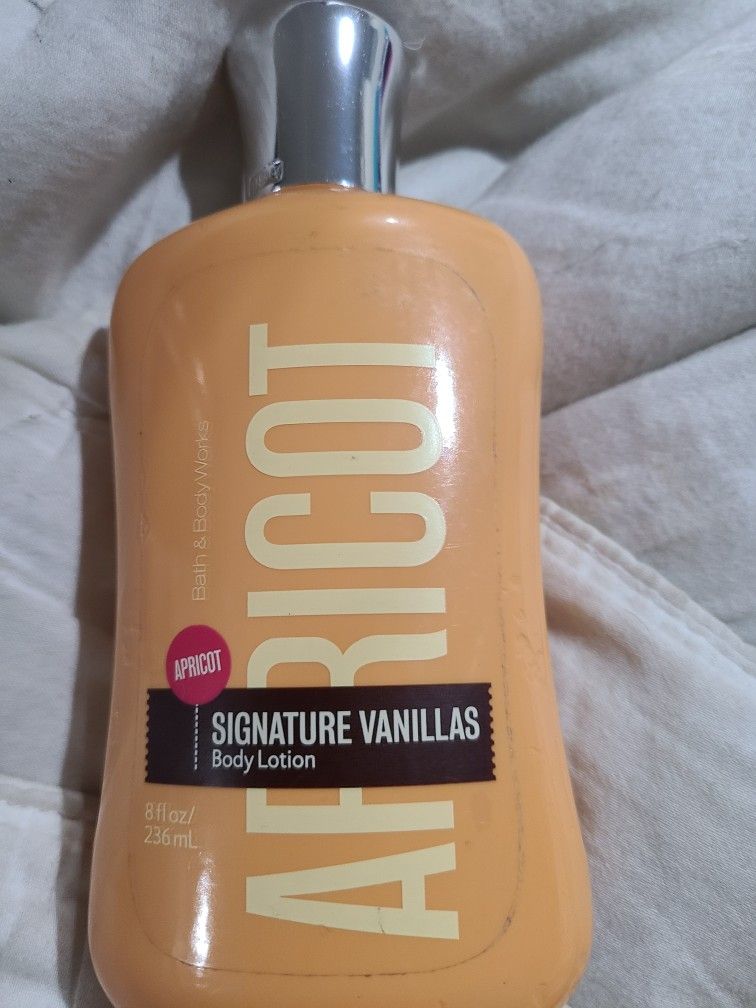 Bath & Body Works
APRICOT
APRICOT
SIGNATURE VANILLAS
Body Lotion
8 fl oz/
236 mL